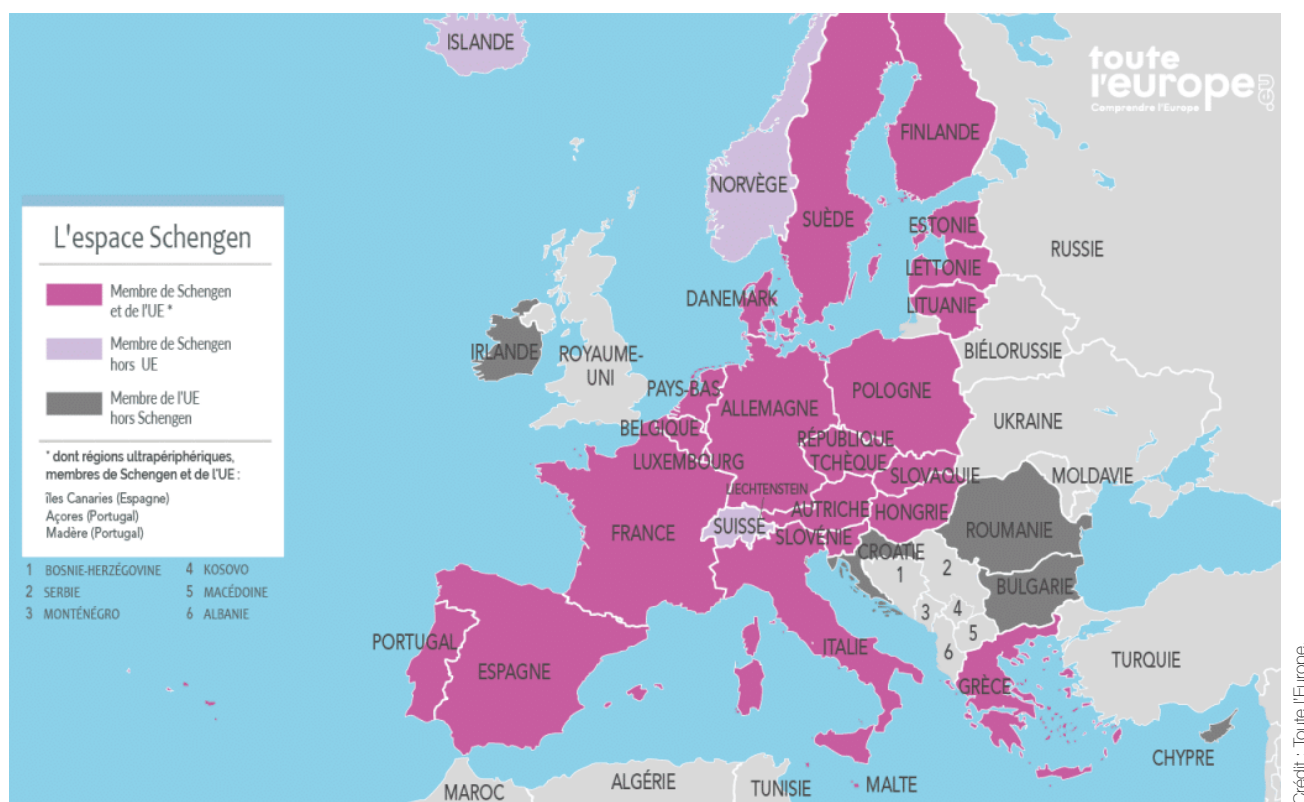 ISLANDE
toute
l'europe
.eu
Comprendre l'Europe
FINLANDE
NORVÈGE
SUÈDE
ESTONIE
RUSSIE
L'espace Schengen
LETTONIE
Membre de Schengen
et de l'UE *
DANEMARK
LITUANIE
Membre de Schengen
hors UE
IRLANDE
ROYAUME-
UNI
BIÉLORUSSIE
PAYS-BAS
POLOGNE
Membre de l'UE
hors Schengen
ALLEMAGNE
UKRAINE
BELGIQUE
RÉPUBLIQUE
TCHÈQUE
* dont régions ultrapériphériques,
membres de Schengen et de l'UE :
LUXEMBOURG
SLOVAQUIE
MOLDAVIE
îles Canaries (Espagne)
Açores (Portugal)
Madère (Portugal)
LIECHTENSTEIN
AUTRICHE
HONGRIE
FRANCE
SUISSE
SLOVÉNIE
ROUMANIE
CROATIE
1 BOSNIE-HERZÉGOVINE
2 SERBIE
3 MONTÉNÉGRO
4 KOSOVO
5 MACÉDOINE
6 ALBANIE
1
2
BULGARIE
3
4
5
6
PORTUGAL
ESPAGNE
ITALIE
GRÈCE
TURQUIE
CHYPRE
MAROC
ALGÉRIE
TUNISIE
MALTE
Crédit : Toute l'Europe